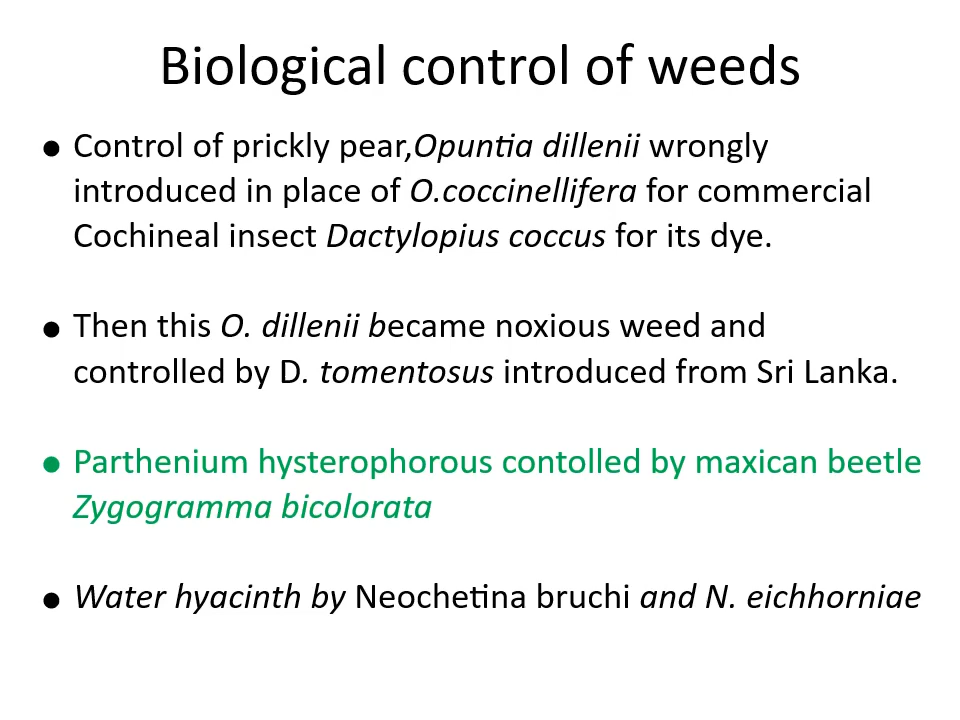 Biological control of weeds
• Control of prickly pear,Opuntia dillenii wrongly
introduced in place of O.coccinellifera for commercial
Cochineal insect Dactylopius coccus for its dye.
• Then this O. dillenii became noxious weed and
controlled by D. tomentosus introduced from Sri Lanka.
• Parthenium hysterophorous contolled by maxican beetle
Zygogramma bicolorata
• Water hyacinth by Neochetina bruchi and N. eichhorniae